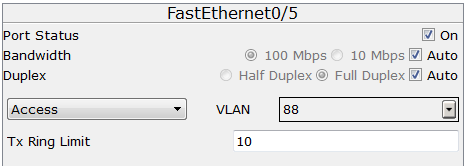 FastEthernet0/5
Port Status On
Bandwidth 100 Mbps 10 Mbps Auto
Duplex Half Duplex Full Duplex Auto
Access VLAN 88
Tx Ring Limit 10